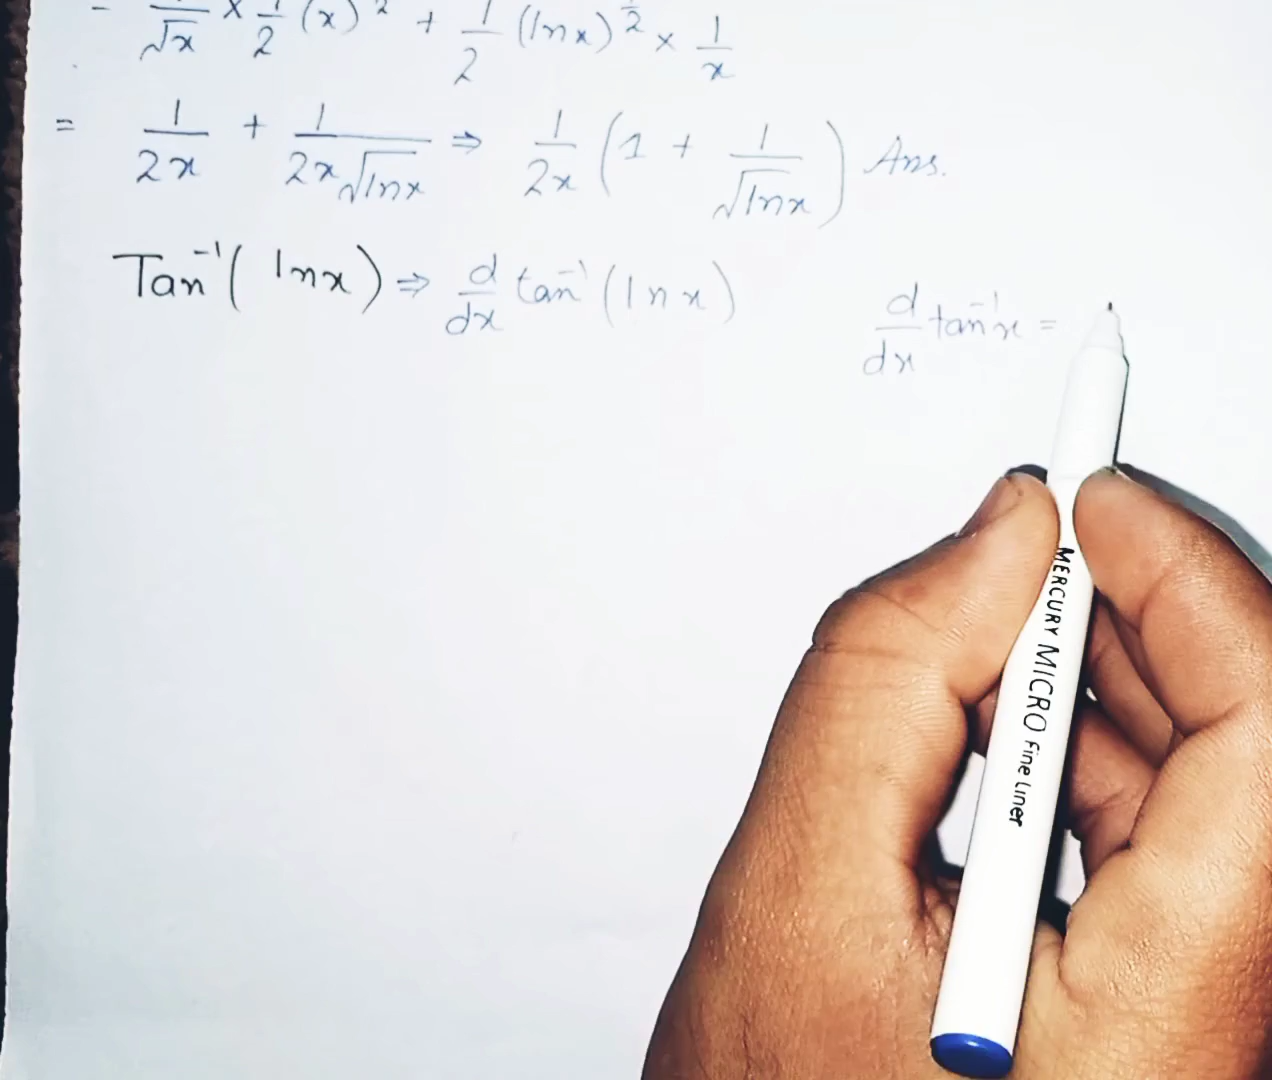 = 1/√x × 1/2 (x)² + 1/2 (lnx)^½ × 1/x
= 1/2x + 1/2x√lnx ⇒ 1/2x (1 + 1/√lnx) Ans.
Tan⁻¹( lnx) ⇒ d/dx tan⁻¹ (ln x)
d/dx tan⁻¹x =
MERCURY MICRO Fine Liner